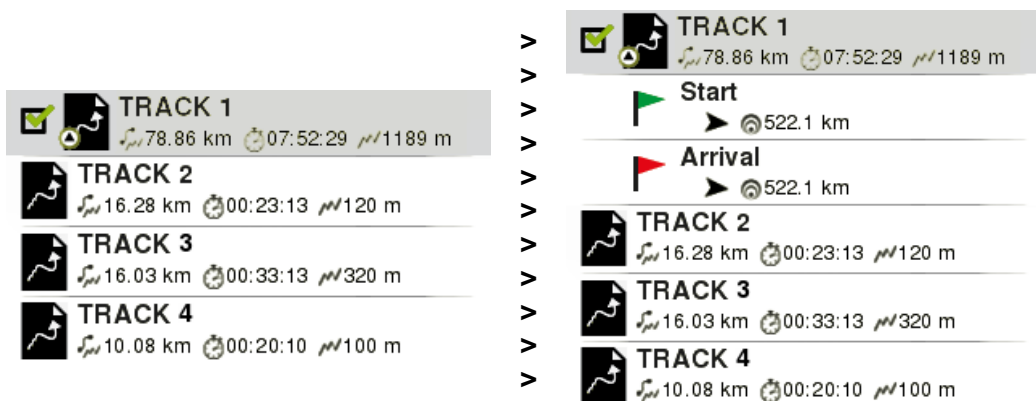 TRACK 1
78.86 km 07:52:29 1189 m
TRACK 2
16.28 km 00:23:13 120 m
TRACK 3
16.03 km 00:33:13 320 m
TRACK 4
10.08 km 00:20:10 100 m
>
>
>
>
>
>
>
>
>
>
>
TRACK 1
78.86 km 07:52:29 1189 m
Start
522.1 km
Arrival
522.1 km
TRACK 2
16.28 km 00:23:13 120 m
TRACK 3
16.03 km 00:33:13 320 m
TRACK 4
10.08 km 00:20:10 100 m